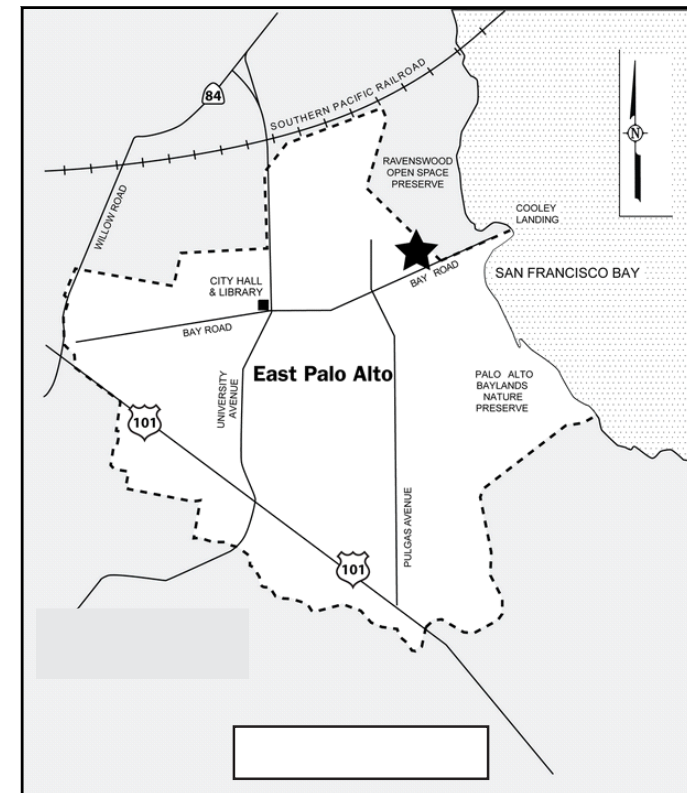 84
SOUTHERN PACIFIC RAILROAD
N
RAVENSWOOD
OPEN SPACE
PRESERVE
WILLOW ROAD
COOLEY
LANDING
CITY HALL
& LIBRARY
BAY ROAD
SAN FRANCISCO BAY
BAY ROAD
East Palo Alto
UNIVERSITY
AVENUE
PALO ALTO
BAYLANDS
NATURE
PRESERVE
101
PULGAS AVENUE
101